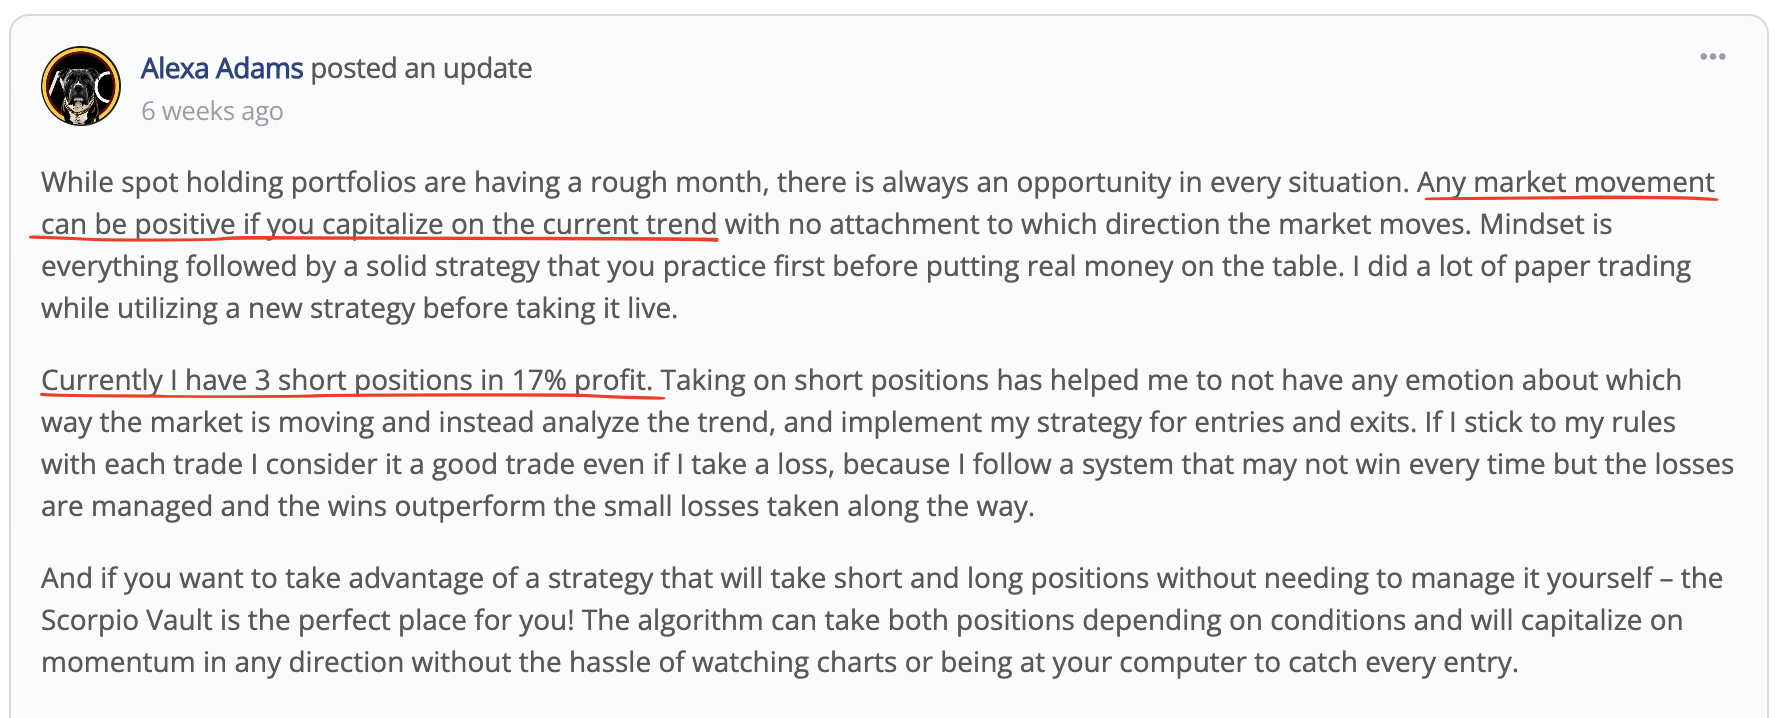 Alexa Adams posted an update
6 weeks ago
While spot holding portfolios are having a rough month, there is always an opportunity in every situation. Any market movement
can be positive if you capitalize on the current trend with no attachment to which direction the market moves. Mindset is
everything followed by a solid strategy that you practice first before putting real money on the table. I did a lot of paper trading
while utilizing a new strategy before taking it live.
Currently I have 3 short positions in 17% profit. Taking on short positions has helped me to not have any emotion about which
way the market is moving and instead analyze the trend, and implement my strategy for entries and exits. If I stick to my rules
with each trade I consider it a good trade even if I take a loss, because I follow a system that may not win every time but the losses
are managed and the wins outperform the small losses taken along the way.
And if you want to take advantage of a strategy that will take short and long positions without needing to manage it yourself – the
Scorpio Vault is the perfect place for you! The algorithm can take both positions depending on conditions and will capitalize on
momentum in any direction without the hassle of watching charts or being at your computer to catch every entry.